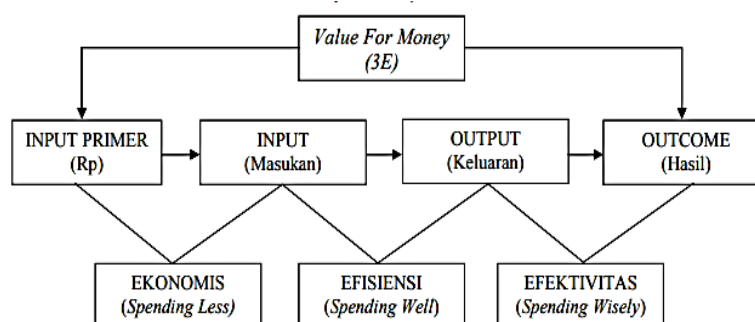 Value For Money
(3E)
INPUT PRIMER
(Rp)
INPUT
(Masukan)
OUTPUT
(Keluaran)
OUTCOME
(Hasil)
EKONOMIS
(Spending Less)
EFISIENSI
(Spending Well)
EFEKTIVITAS
(Spending Wisely)